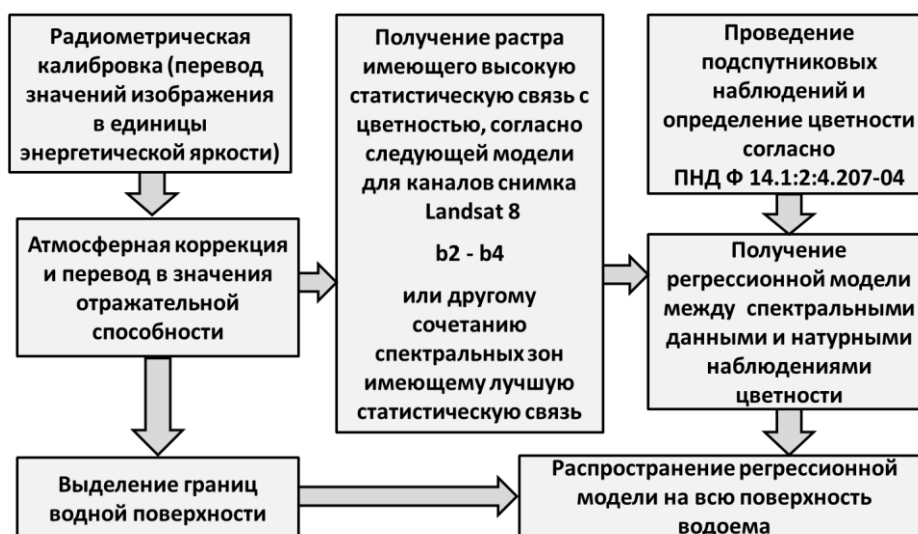 Радиометрическая
калибровка (перевод
значений изображения
в единицы
энергетической яркости)
Атмосферная коррекция
и перевод в значения
отражательной
способности
Выделение границ
водной поверхности
Получение растра
имеющего высокую
статистическую связь с
цветностью, согласно
следующей модели
для каналов снимка
Landsat 8
b2 - b4
или другому
сочетанию
спектральных зон
имеющему лучшую
статистическую связь
Проведение
подспутниковых
наблюдений и
определение цветности
согласно
ПНД Ф 14.1:2:4.207-04
Получение
регрессионной модели
между спектральными
данными и натурными
наблюдениями
цветности
Распространение регрессионной
модели на всю поверхность
водоема